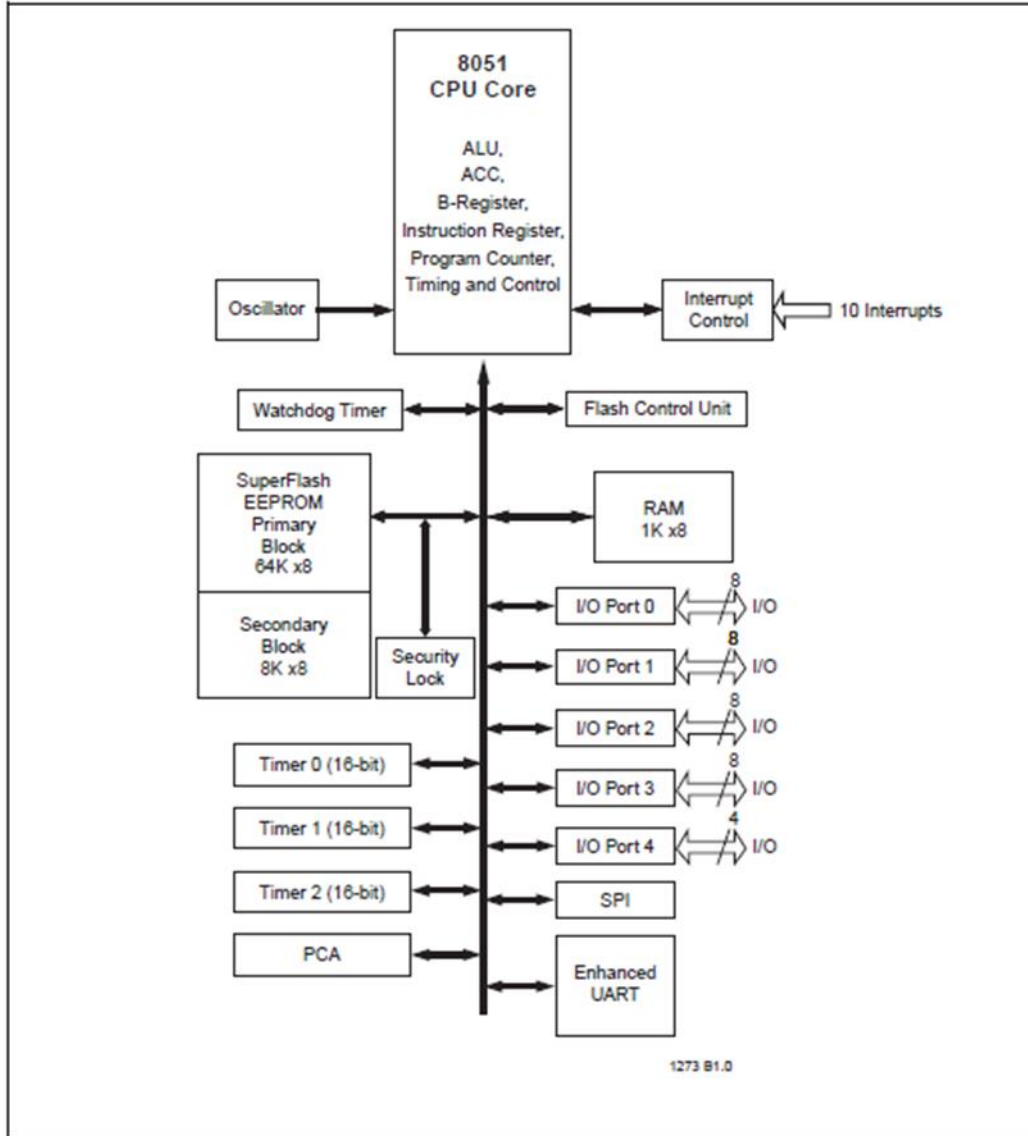 8051
CPU Core
ALU,
ACC,
B-Register,
Instruction Register,
Program Counter,
Timing and Control
Oscillator
Interrupt
Control
10 Interrupts
Watchdog Timer
Flash Control Unit
SuperFlash
EEPROM
Primary
Block
64K x8
Secondary
Block
8K x8
Security
Lock
RAM
1K x8
8
I/O Port 0
I/O
8
I/O Port 1
I/O
8
I/O Port 2
I/O
8
I/O Port 3
I/O
4
I/O Port 4
I/O
Timer 0 (16-bit)
Timer 1 (16-bit)
Timer 2 (16-bit)
PCA
SPI
Enhanced
UART
1273 B1.0